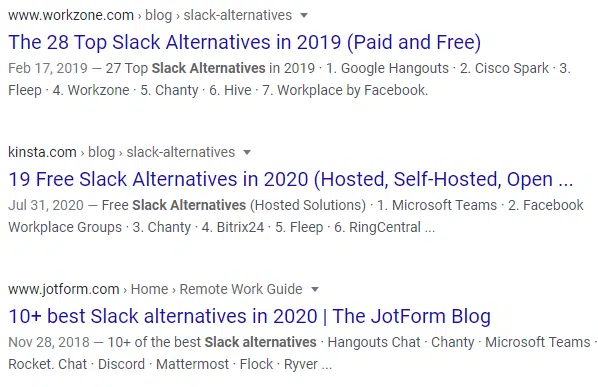 www.workzone.com › blog › slack-alternatives
The 28 Top Slack Alternatives in 2019 (Paid and Free)
Feb 17, 2019 — 27 Top Slack Alternatives in 2019 · 1. Google Hangouts · 2. Cisco Spark · 3.
Fleep · 4. Workzone · 5. Chanty · 6. Hive · 7. Workplace by Facebook.
kinsta.com › blog › slack-alternatives
19 Free Slack Alternatives in 2020 (Hosted, Self-Hosted, Open ...
Jul 31, 2020 — Free Slack Alternatives (Hosted Solutions) · 1. Microsoft Teams · 2. Facebook
Workplace Groups · 3. Chanty · 4. Bitrix24 · 5. Fleep · 6. RingCentral ...
www.jotform.com › Home › Remote Work Guide
10+ best Slack alternatives in 2020 | The JotForm Blog
Nov 28, 2018 — 10+ of the best Slack alternatives · Hangouts Chat · Chanty · Microsoft Teams ·
Rocket. Chat · Discord · Mattermost · Flock · Ryver ...